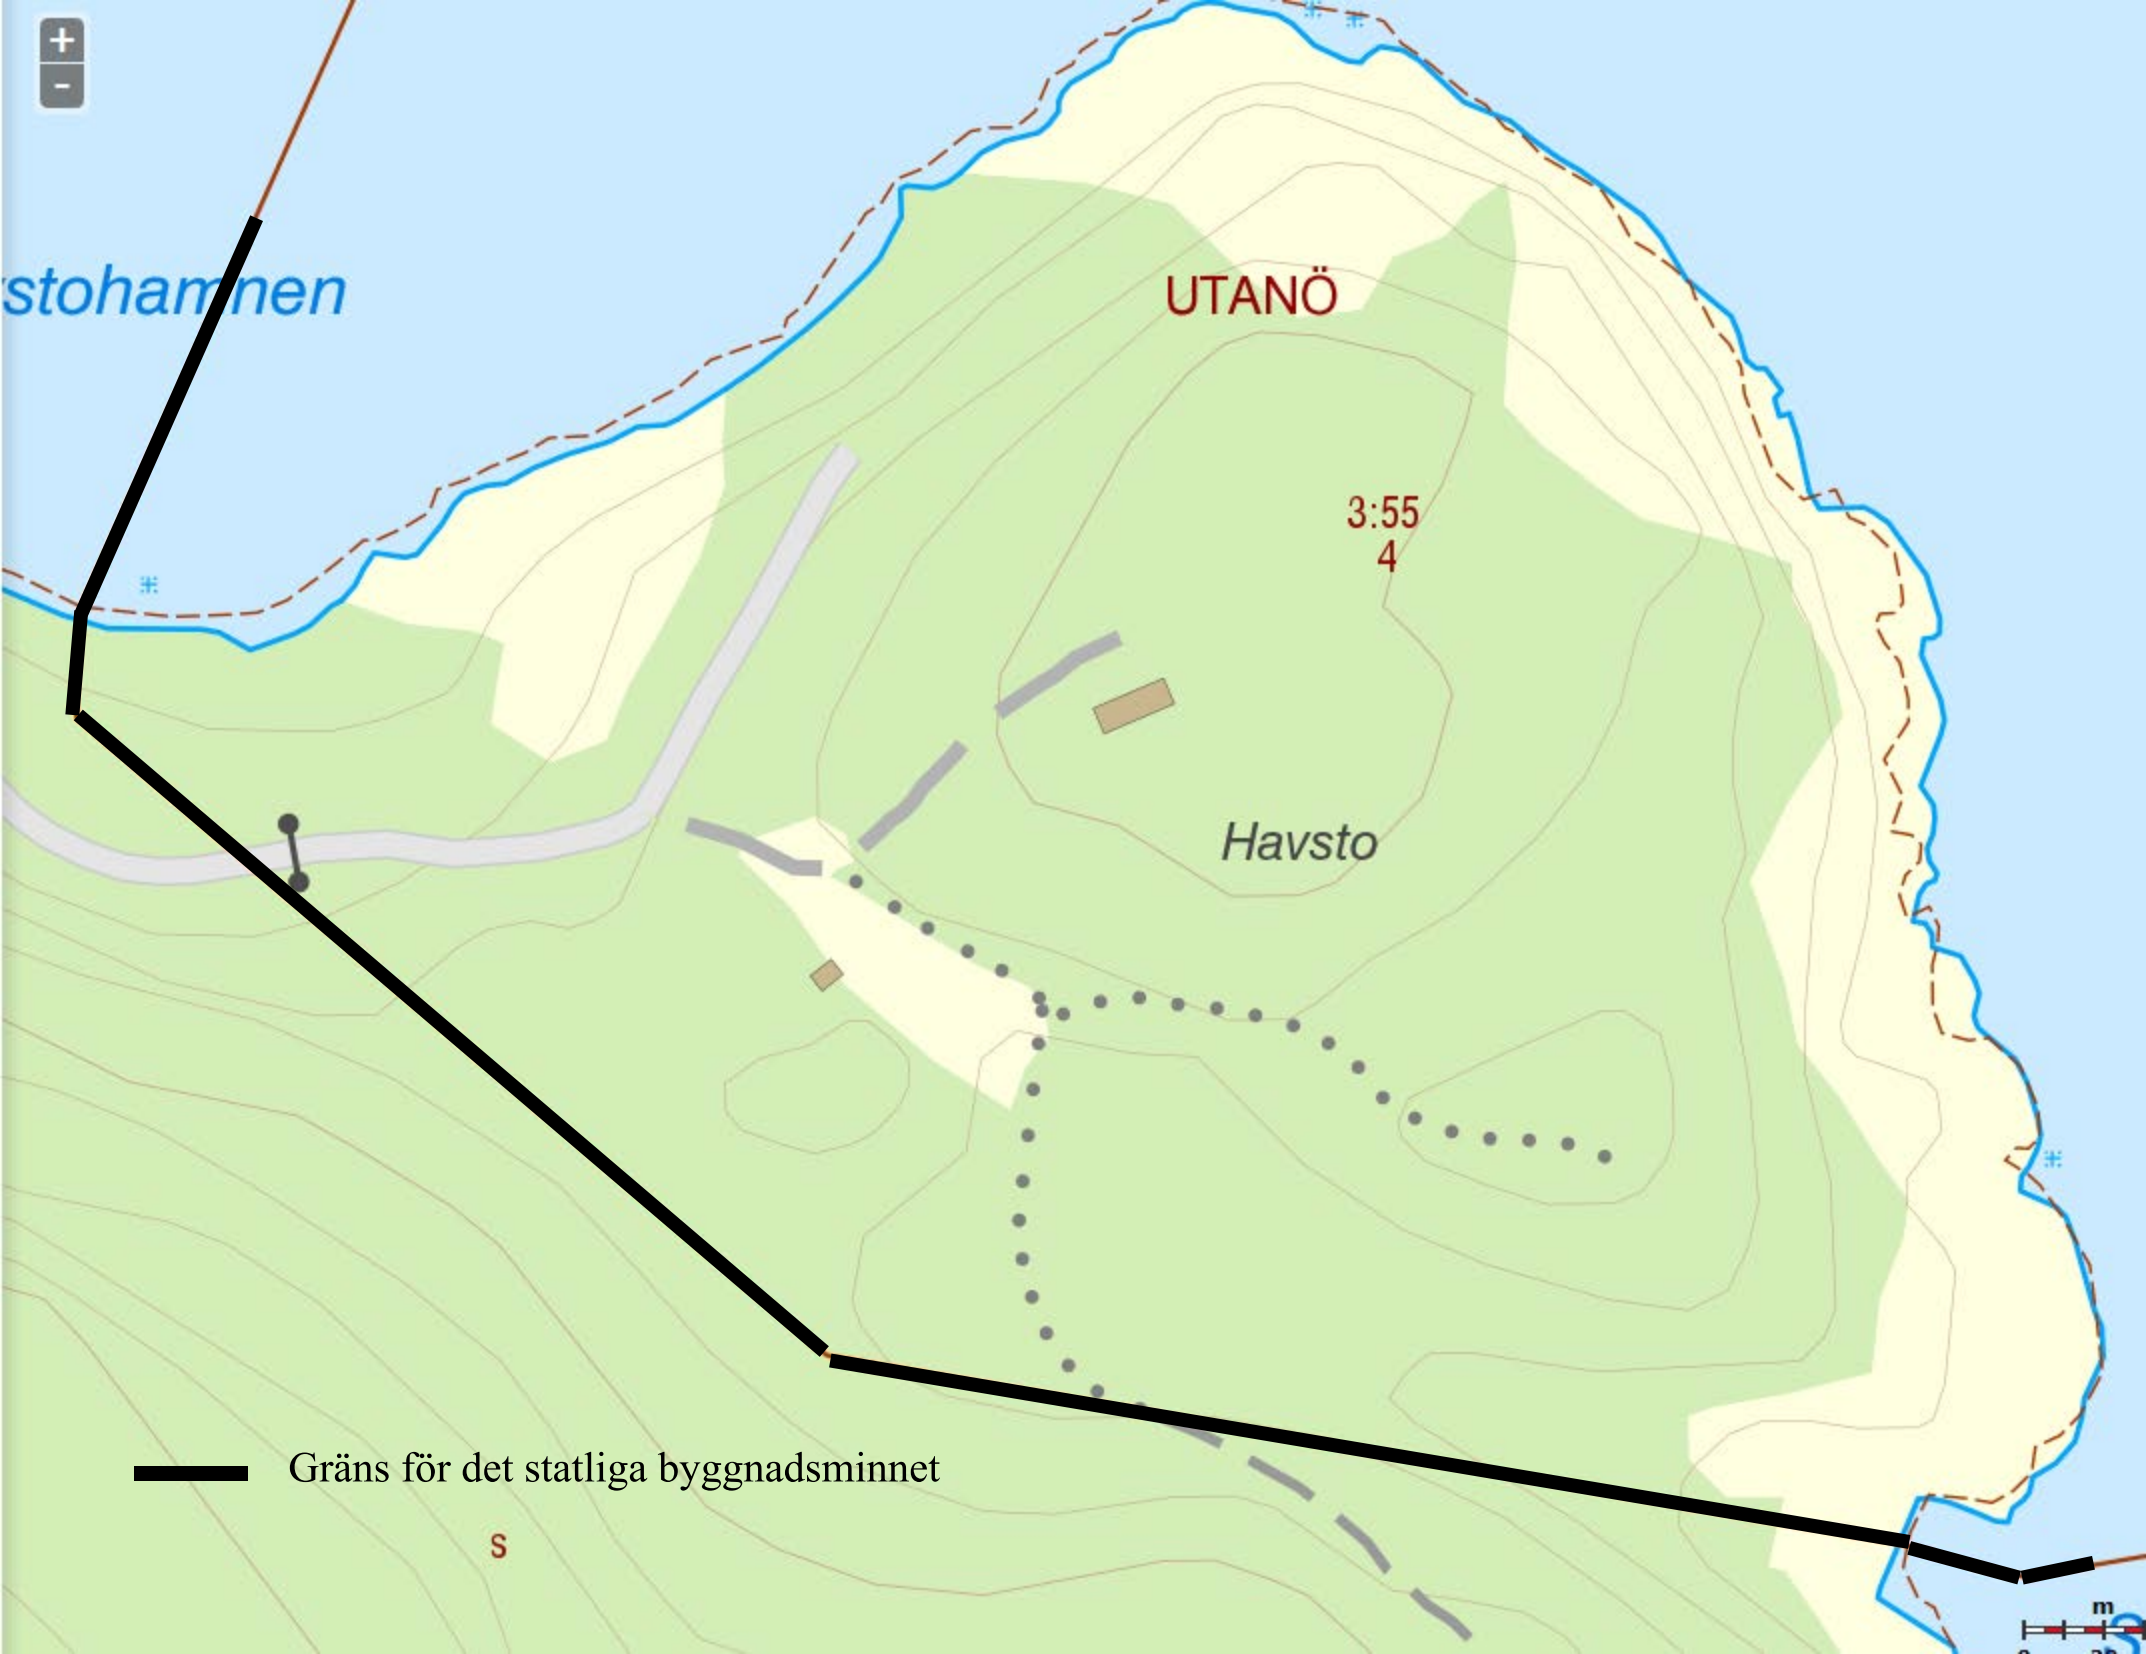 +
-
stohamnen
UTANÖ
3:55
4
Havsto
Gräns för det statliga byggnadsminnet
s
m
S